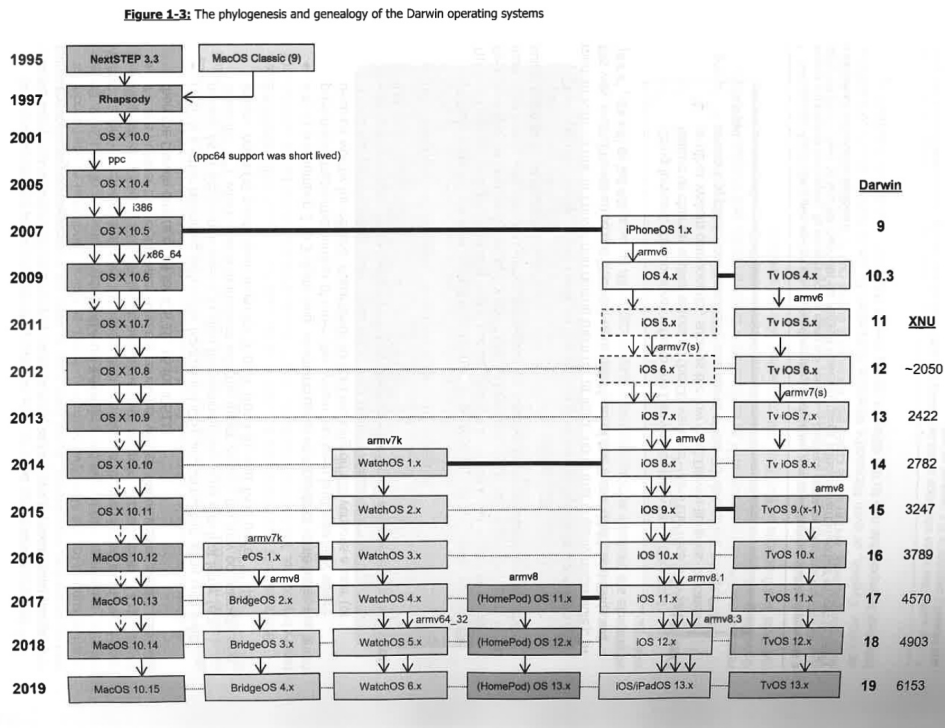 Figure 1-3: The phylogenesis and genealogy of the Darwin operating systems
1995 NextSTEP 3.3 MacOS Classic (9)
1997 Rhapsody
2001 OS X 10.0
ppc (ppc64 support was short lived)
2005 OS X 10.4 Darwin
i386
2007 OS X 10.5 iPhoneOS 1.x 9
x86_64 armv6
2009 OS X 10.6 iOS 4.x Tv iOS 4.x 10.3
armv6
2011 OS X 10.7 iOS 5.x Tv iOS 5.x 11 XNU
armv7(s)
2012 OS X 10.8 iOS 6.x Tv iOS 6.x 12 ~2050
armv7(s)
2013 OS X 10.9 iOS 7.x Tv iOS 7.x 13 2422
armv7k armv8
2014 OS X 10.10 WatchOS 1.x iOS 8.x Tv iOS 8.x 14 2782
armv8
2015 OS X 10.11 WatchOS 2.x iOS 9.x TvOS 9.(x-1) 15 3247
armv7k
2016 MacOS 10.12 eOS 1.x WatchOS 3.x iOS 10.x TvOS 10.x 16 3789
armv8 armv8 armv8.1
2017 MacOS 10.13 BridgeOS 2.x WatchOS 4.x (HomePod) OS 11.x iOS 11.x TvOS 11.x 17 4570
armv64_32 armv8.3
2018 MacOS 10.14 BridgeOS 3.x WatchOS 5.x (HomePod) OS 12.x iOS 12.x TvOS 12.x 18 4903
2019 MacOS 10.15 BridgeOS 4.x WatchOS 6.x (HomePod) OS 13.x iOS/iPadOS 13.x TvOS 13.x 19 6153